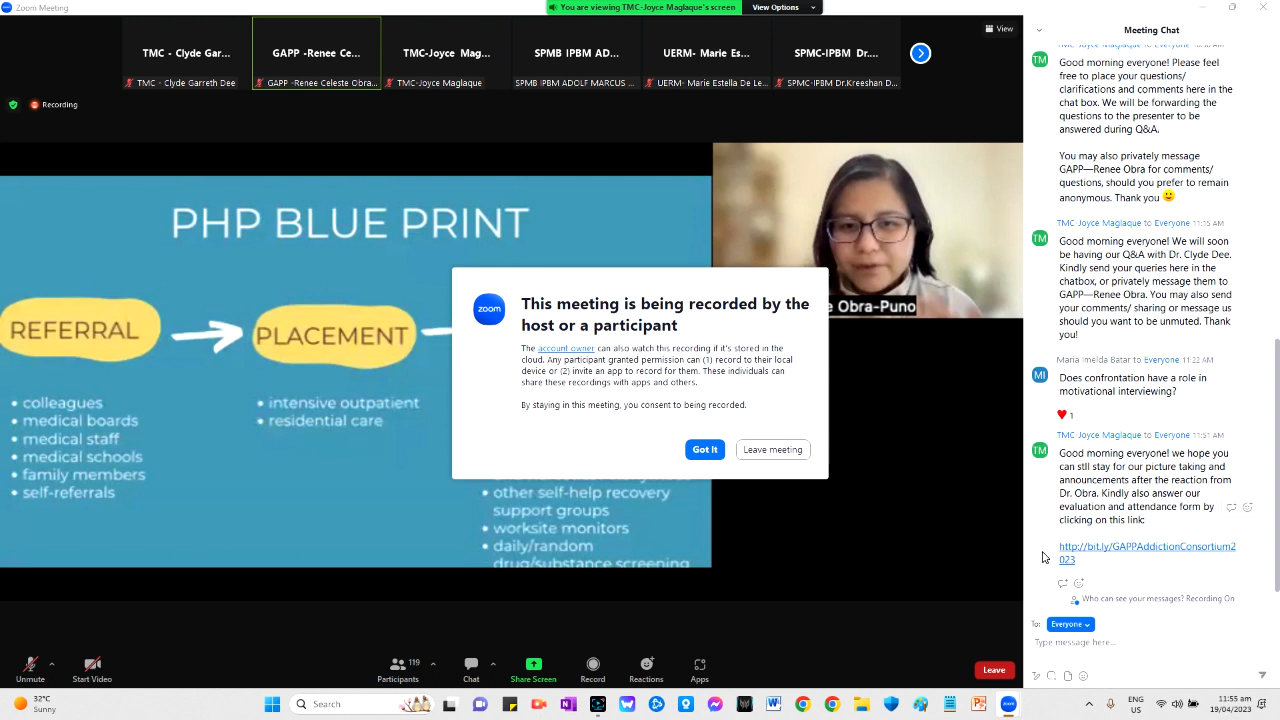 Zoom Meeting
You are viewing TMC-Joyce Maglaque's screen
View Options
View
TMC - Clyde Gar...
GAPP -Renee Ce...
TMC-Joyce Mag...
SPMB IPBM AD...
UERM- Marie Es...
SPMC-IPBM Dr....
TMC - Clyde Garreth Dee
GAPP -Renee Celeste Obra...
TMC-Joyce Maglaque
SPMB IPBM ADOLF MARCUS ...
UERM- Marie Estella De Le...
SPMC-IPBM Dr.Kreeshan D...
Recording
PHP BLUE PRINT
REFERRAL
PLACEMENT
colleagues
medical boards
medical staff
medical schools
family members
self-referrals
intensive outpatient
residential care
other self-help recovery
support groups
worksite monitors
daily/random
drug/substance screening
e Obra-Puno
zoom
This meeting is being recorded by the
host or a participant
The account owner can also watch this recording if it's stored in the
cloud. Any participant granted permission can (1) record to their local
device or (2) invite an app to record for them. These individuals can
share these recordings with apps and others.
By staying in this meeting, you consent to being recorded.
Got it
Leave meeting
Meeting Chat
TMC-Joyce Maglaque to Everyone 10:50 AM
TM
Good morning everyone! Please feel
free to place your questions/
clarifications and comments here in the
chat box. We will be forwarding the
questions to the presenter to be
answered during Q&A.
You may also privately message
GAPP—Renee Obra for comments/
questions, should you prefer to remain
anonymous. Thank you
TMC-Joyce Maglaque to Everyone 11:15 AM
TM
Good morning everyone! We will soon
be having our Q&A with Dr. Clyde Dee.
Kindly send your queries here in the
chatbox, or privately message them to
GAPP—Renee Obra. You may also send
your comments/ sharing or message us
should you want to be unmuted. Thank
you!
Maria Imelda Batar to Everyone 11:22 AM
MI
Does confrontation have a role in
motivational interviewing?
1
TMC-Joyce Maglaque to Everyone 11:51 AM
TM
Good morning everyone! we hope you
can stll stay for our picture taking and
announcements after the reaction from
Dr. Obra. Kindly also answer our
evaluation and attendance form by
clicking on this link:
http://bit.ly/GAPPAddictionConsortium2
023
Who can see your messages? Recording On
To: Everyone
Type message here...
Unmute
Start Video
Participants
119
Chat
Share Screen
Record
Reactions
Apps
Leave
32°C
Sunny
Search
ENG
US
11:55 am
19/04/2023